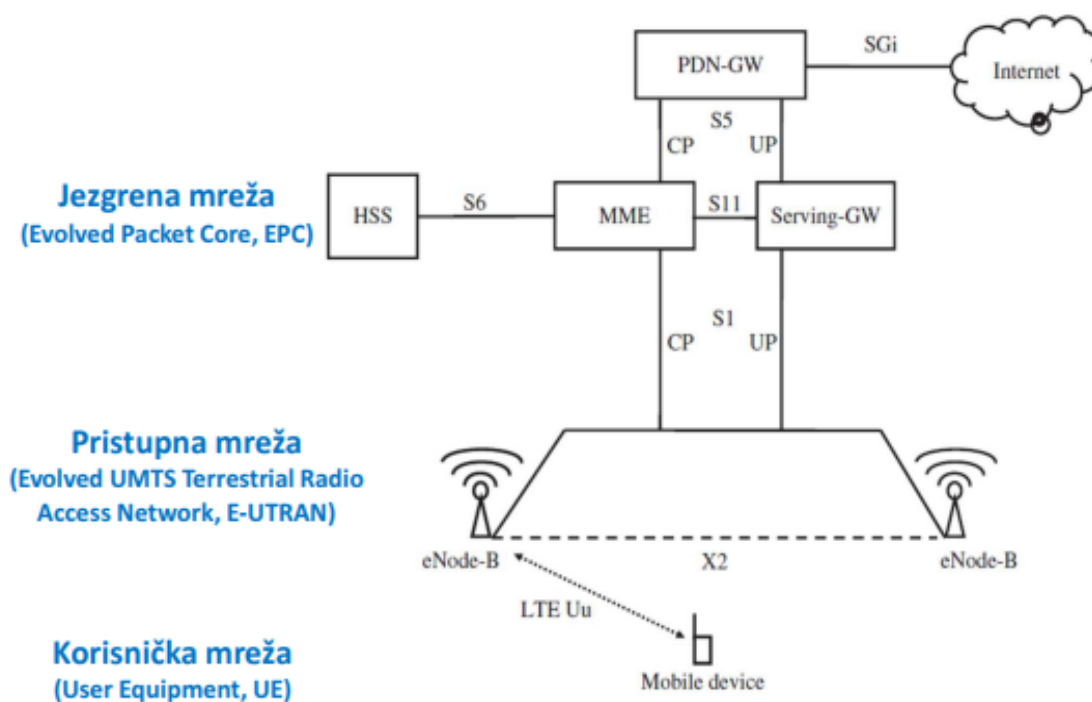 SGi
PDN-GW
Internet
S5
CP
UP
Jezgrena mreža
(Evolved Packet Core, EPC)
HSS
S6
MME
S11
Serving-GW
S1
CP
UP
Pristupna mreža
(Evolved UMTS Terrestrial Radio
Access Network, E-UTRAN)
eNode-B
X2
eNode-B
LTE Uu
Korisnička mreža
(User Equipment, UE)
Mobile device